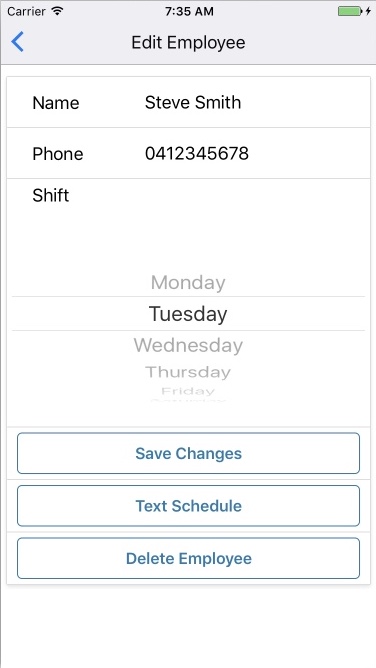 Carrier 7:35 AM
Edit Employee
Name Steve Smith
Phone 0412345678
Shift
Monday
Tuesday
Wednesday
Thursday
Friday
Save Changes
Text Schedule
Delete Employee